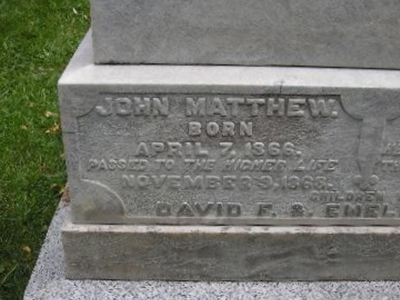 JOHN MATTHEW.
BORN
APRIL 7, 1866.
PASSED TO THE HIGHER LIFE
NOVEMBER 9, 1868.
CHILDREN
DAVID F. &